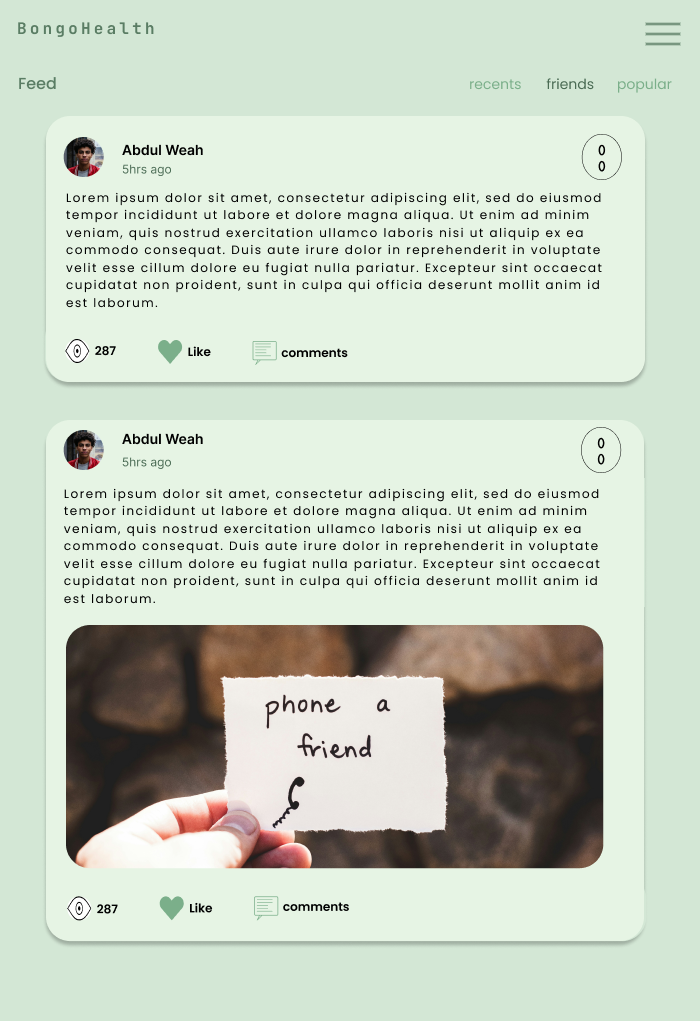 BongoHealth
Feed
recents friends popular
Abdul Weah
5hrs ago
0
0
Lorem ipsum dolor sit amet, consectetur adipiscing elit, sed do eiusmod
tempor incididunt ut labore et dolore magna aliqua. Ut enim ad minim
veniam, quis nostrud exercitation ullamco laboris nisi ut aliquip ex ea
commodo consequat. Duis aute irure dolor in reprehenderit in voluptate
velit esse cillum dolore eu fugiat nulla pariatur. Excepteur sint occaecat
cupidatat non proident, sunt in culpa qui officia deserunt mollit anim id
est laborum.
287 Like comments
Abdul Weah
5hrs ago
0
0
Lorem ipsum dolor sit amet, consectetur adipiscing elit, sed do eiusmod
tempor incididunt ut labore et dolore magna aliqua. Ut enim ad minim
veniam, quis nostrud exercitation ullamco laboris nisi ut aliquip ex ea
commodo consequat. Duis aute irure dolor in reprehenderit in voluptate
velit esse cillum dolore eu fugiat nulla pariatur. Excepteur sint occaecat
cupidatat non proident, sunt in culpa qui officia deserunt mollit anim id
est laborum.
phone a
friend
287 Like comments